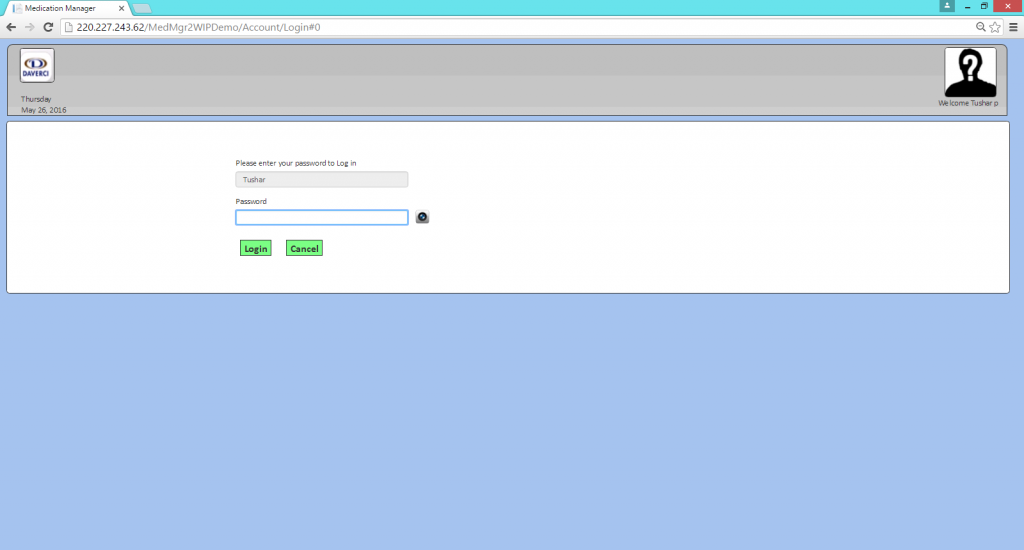 Medication Manager
220.227.243.62/MedMgr2WIPDemo/Account/Login#0
DAVERCI
Thursday
May 26, 2016
Welcome Tushar p
Please enter your password to Log in
Tushar
Password
Login Cancel